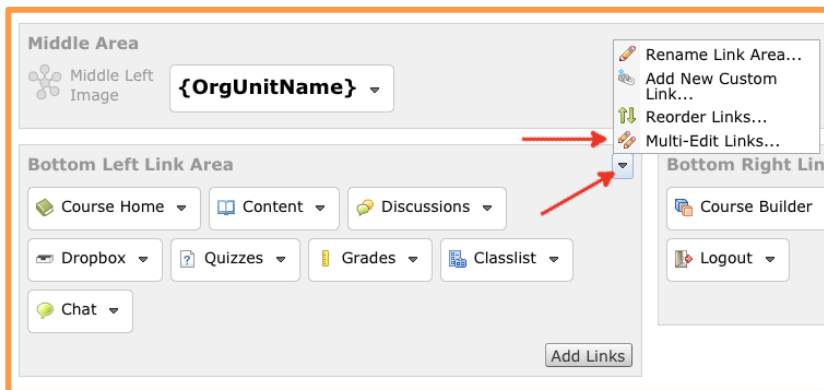 Middle Area
Middle Left
Image
{OrgUnitName}
Rename Link Area...
Add New Custom
Link...
Reorder Links...
Multi-Edit Links...
Bottom Left Link Area
Course Home
Content
Discussions
Dropbox
Quizzes
Grades
Classlist
Chat
Add Links
Bottom Right Lin
Course Builder
Logout